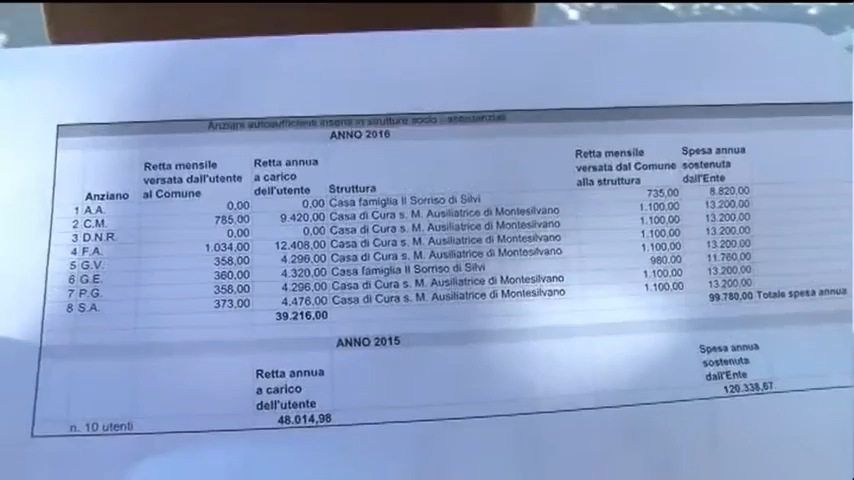 Anziani autosufficienti inseriti in strutture socio - assistenziali
ANNO 2016
Anziano Retta mensile versata dall'utente al Comune Retta annua a carico dell'utente Struttura Retta mensile versata dal Comune alla struttura Spesa annua sostenuta dall'Ente
1 A.A. 0,00 0,00 Casa famiglia Il Sorriso di Silvi 735,00 8.820,00
2 C.M. 785,00 9.420,00 Casa di Cura s. M. Ausiliatrice di Montesilvano 1.100,00 13.200,00
3 D.N.R. 0,00 0,00 Casa di Cura s. M. Ausiliatrice di Montesilvano 1.100,00 13.200,00
4 F.A. 1.034,00 12.408,00 Casa di Cura s. M. Ausiliatrice di Montesilvano 1.100,00 13.200,00
5 G.V. 358,00 4.296,00 Casa di Cura s. M. Ausiliatrice di Montesilvano 1.100,00 13.200,00
6 G.E. 360,00 4.320,00 Casa famiglia Il Sorriso di Silvi 980,00 11.760,00
7 P.G. 358,00 4.296,00 Casa di Cura s. M. Ausiliatrice di Montesilvano 1.100,00 13.200,00
8 S.A. 373,00 4.476,00 Casa di Cura s. M. Ausiliatrice di Montesilvano 1.100,00 13.200,00
39.216,00 99.780,00 Totale spesa annua
ANNO 2015
Retta annua a carico dell'utente Spesa annua sostenuta dall'Ente
n. 10 utenti 48.014,98 120.338,67